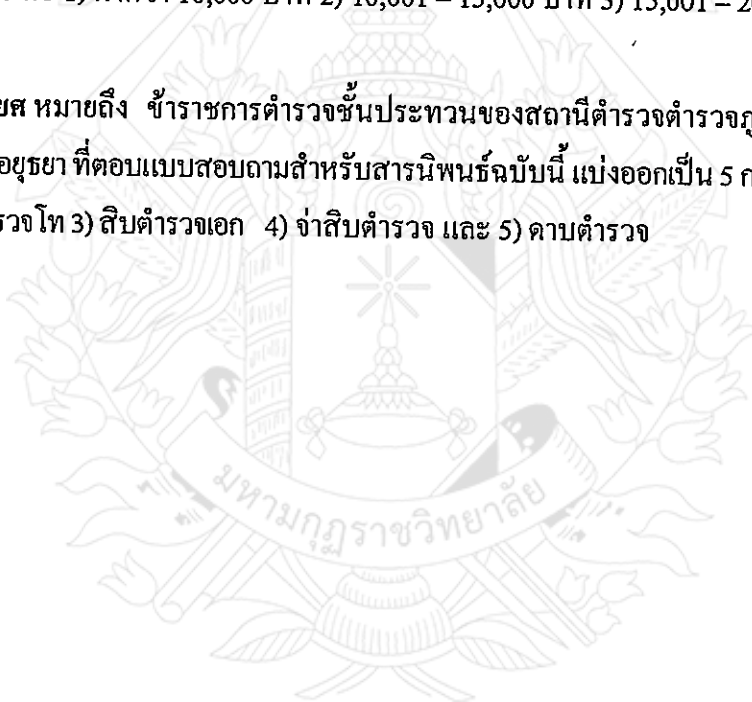 10,001 – 15,000 บาท 3) 15,001 – 2
ยศ หมายถึง ข้าราชการตำรวจชั้นประทวนของสถานีตำรวจตำรวจภู
อยุธยา ที่ตอบแบบสอบถามสำหรับสารนิพนธ์ฉบับนี้ แบ่งออกเป็น 5 ก
รวจโท 3) สิบตำรวจเอก 4) จ่าสิบตำรวจ และ 5) ดาบตำรวจ
มหามกุฏราชวิทยาลัย